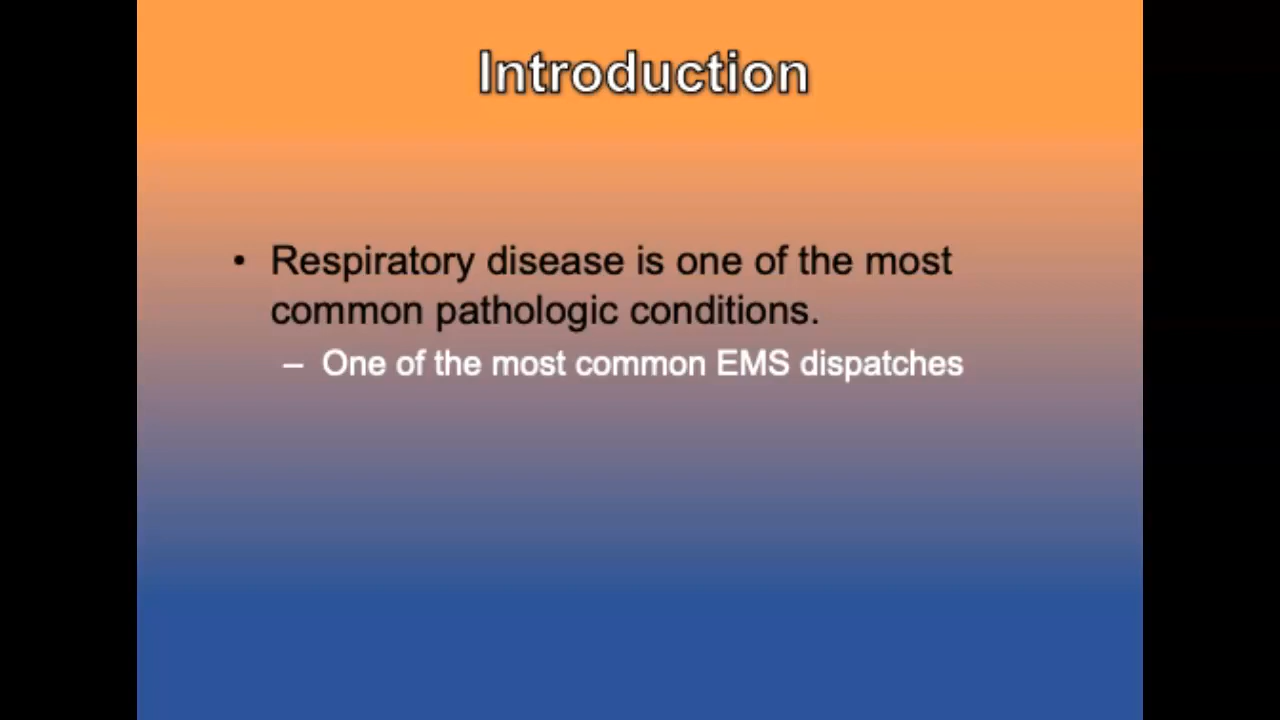 Introduction
• Respiratory disease is one of the most
common pathologic conditions.
– One of the most common EMS dispatches